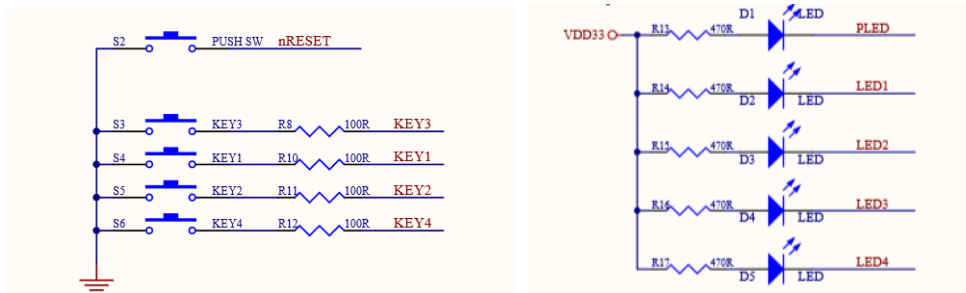 S2 PUSH SW nRESET
S3 KEY3 R8 100R KEY3
S4 KEY1 R10 100R KEY1
S5 KEY2 R11 100R KEY2
S6 KEY4 R12 100R KEY4
D1 LED
VDD33 R13 470R PLED
R14 470R LED1
D2 LED
R15 470R LED2
D3 LED
R16 470R LED3
D4 LED
R17 470R LED4
D5 LED